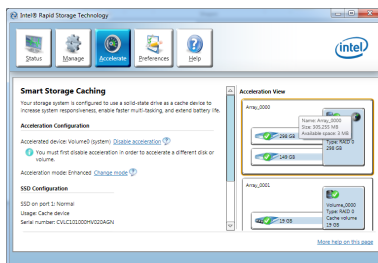 Intel® Rapid Storage Technology
Status
Manage
Accelerate
Preferences
Help
intel
Smart Storage Caching
Your storage system is configured to use a solid-state drive as a cache device to
increase system responsiveness, enable faster multi-tasking, and extend battery life.
Acceleration Configuration
Accelerated device: Volume0 (system) Disable acceleration
You must first disable acceleration in order to accelerate a different disk or
volume.
Acceleration mode: Enhanced Change mode
SSD Configuration
SSD on port 1: Normal
Usage: Cache device
Serial number: CVLC101000HV020AGN
Acceleration View
Array_0000
Name: Array_0000
Size: 305,255 MB
Available space: 3 MB
298 GB
Type: RAID 0
298 GB
149 GB
Array_0001
Volume_0000
Type: RAID 0
Cache volume
19 GB
19 GB
More help on this page